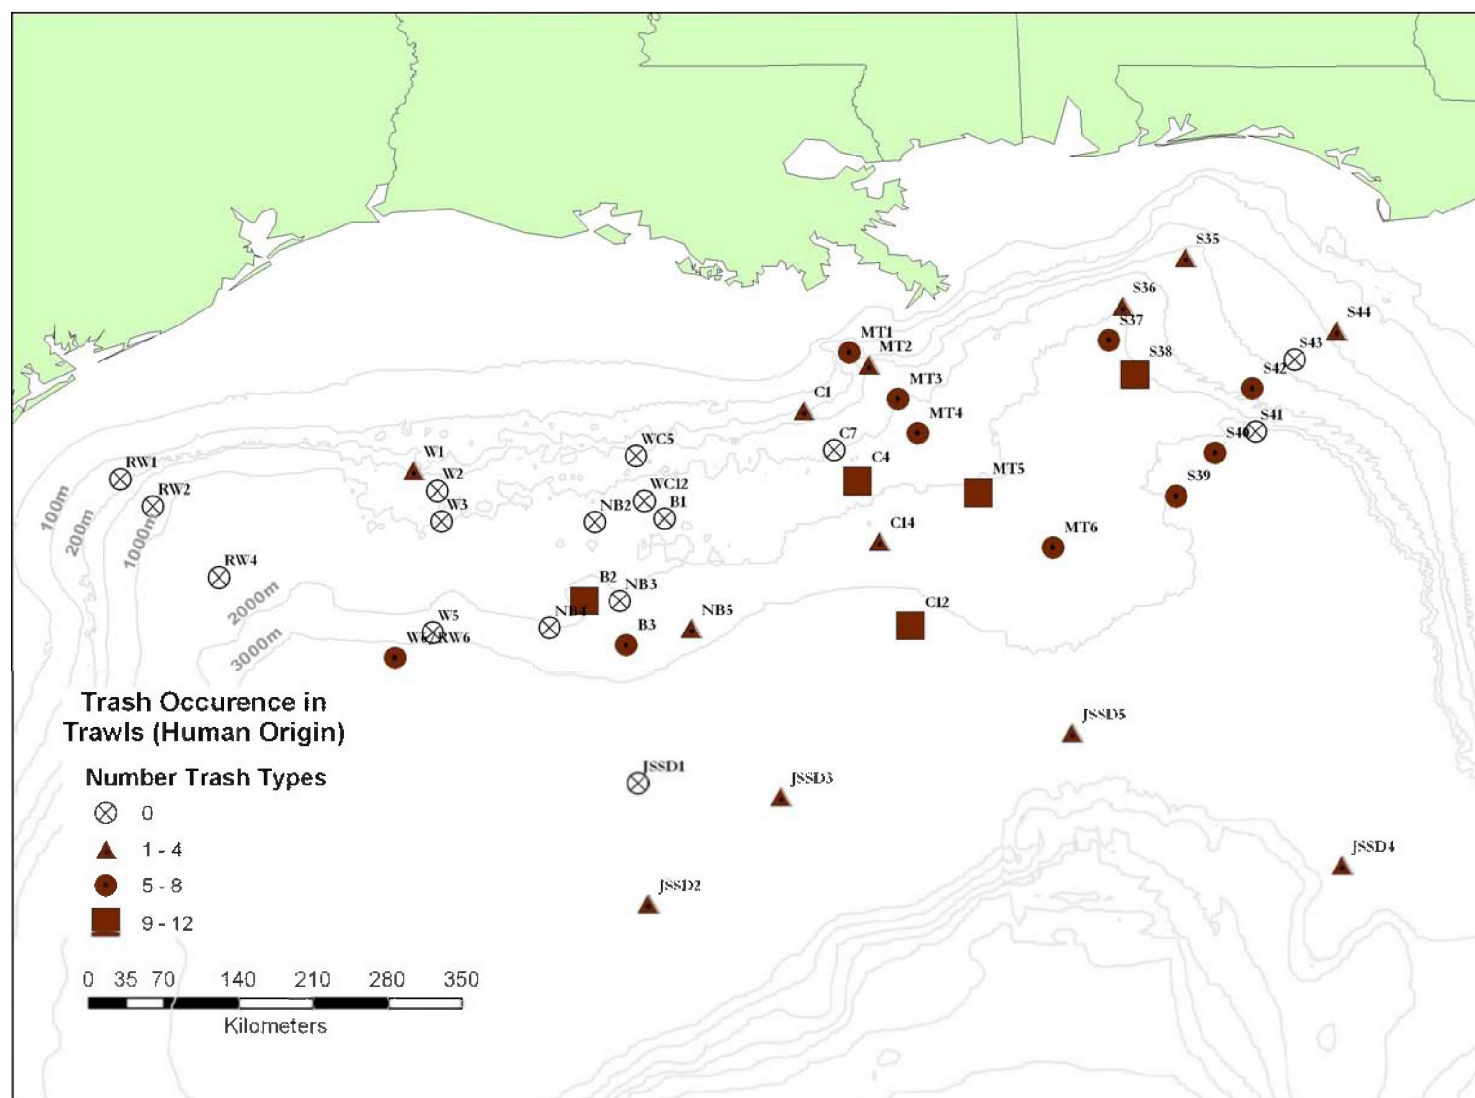 S35
S36
S37
S44
S43
S38
S42
MT1
MT2
MT3
C1
MT4
S41
S40
C7
C4
MT5
S39
WC5
W1
W2
RW1
RW2
WC12
B1
NB2
W3
C14
MT6
RW4
B2
NB3
C12
NB4
NB5
B3
W5
W6/RW6
100m
200m
1000m
2000m
3000m
Trash Occurence in
Trawls (Human Origin)
Number Trash Types
0
1 - 4
5 - 8
9 - 12
JSSD5
JSSD1
JSSD3
JSSD4
JSSD2
0 35 70 140 210 280 350
Kilometers